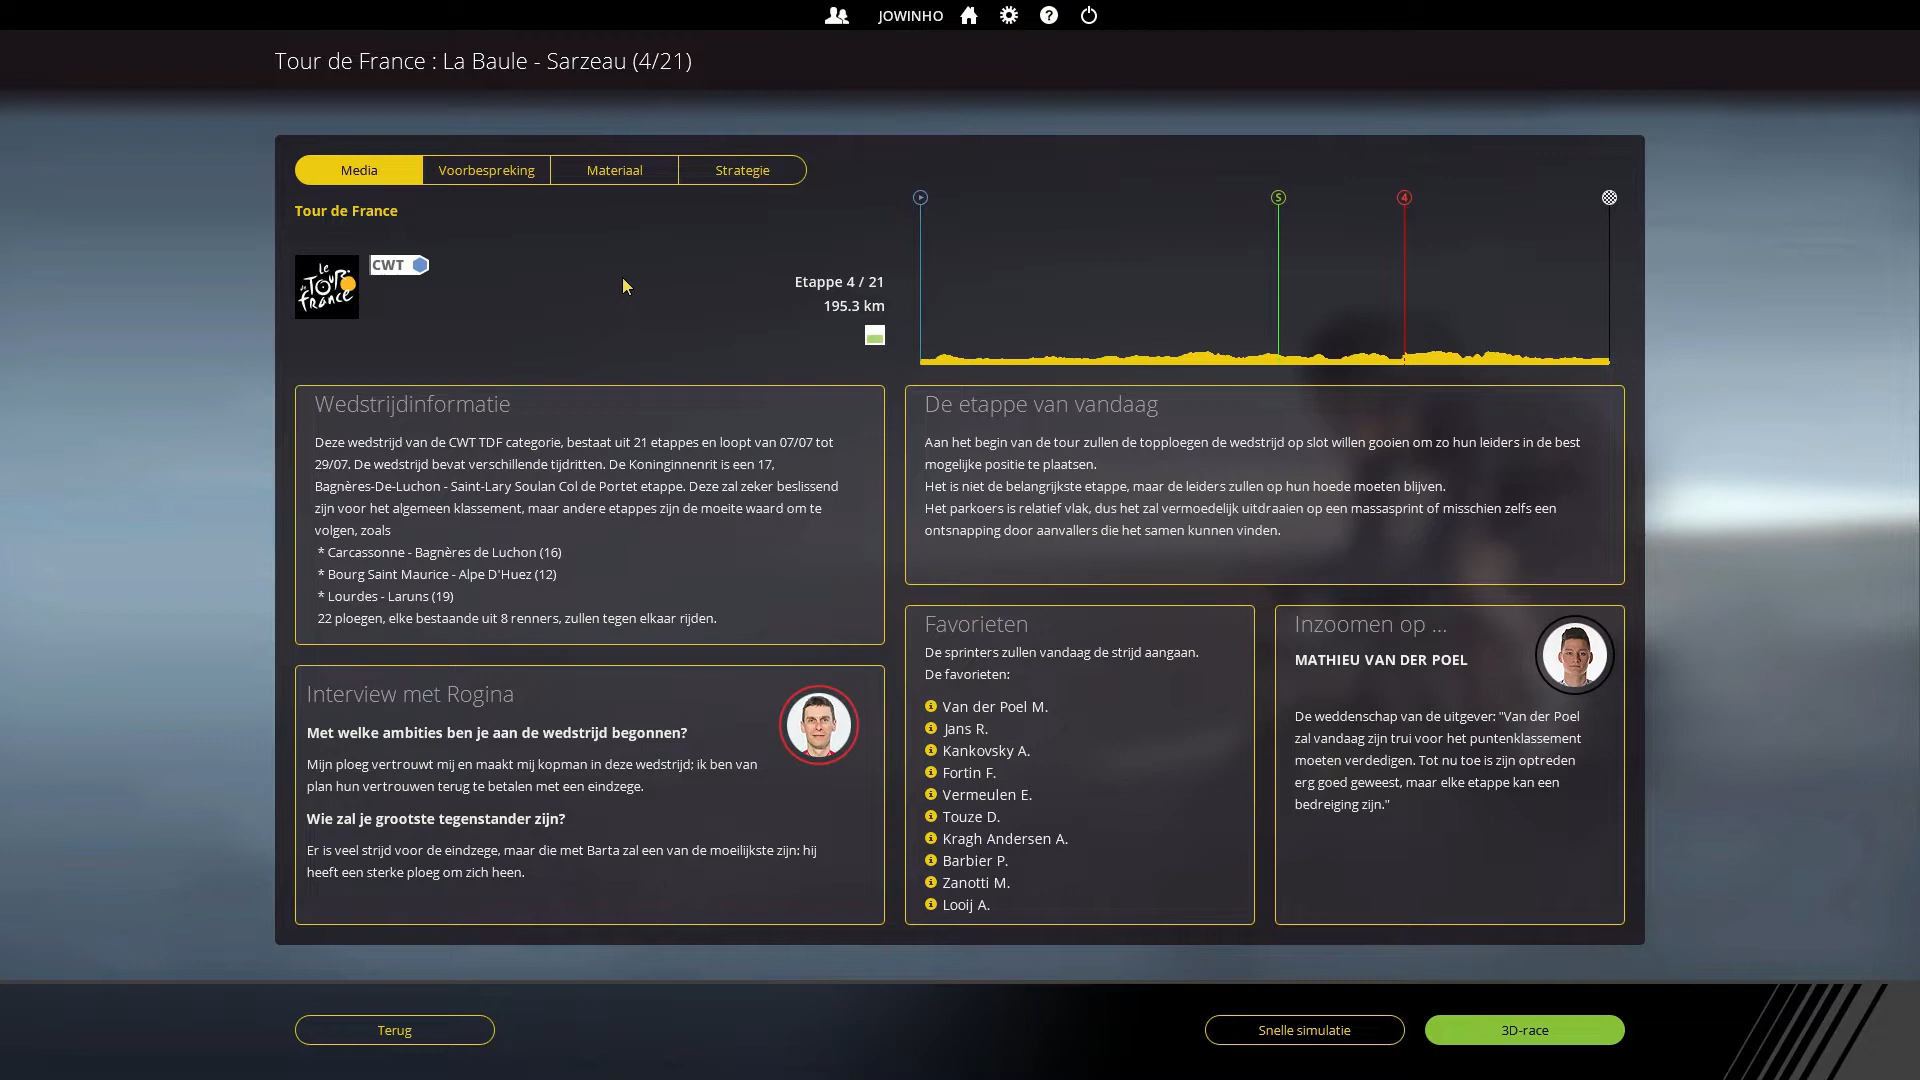 JOWINHO
Tour de France : La Baule - Sarzeau (4/21)
Media
Voorbespreking
Materiaal
Strategie
Tour de France
le Tour de france
CWT
Etappe 4 / 21
195.3 km
S
4
Wedstrijdinformatie
Deze wedstrijd van de CWT TDF categorie, bestaat uit 21 etappes en loopt van 07/07 tot
29/07. De wedstrijd bevat verschillende tijdritten. De Koninginnenrit is een 17,
Bagnères-De-Luchon - Saint-Lary Soulan Col de Portet etappe. Deze zal zeker beslissend
zijn voor het algemeen klassement, maar andere etappes zijn de moeite waard om te
volgen, zoals
* Carcassonne - Bagnères de Luchon (16)
* Bourg Saint Maurice - Alpe D'Huez (12)
* Lourdes - Laruns (19)
22 ploegen, elke bestaande uit 8 renners, zullen tegen elkaar rijden.
De etappe van vandaag
Aan het begin van de tour zullen de topploegen de wedstrijd op slot willen gooien om zo hun leiders in de best
mogelijke positie te plaatsen.
Het is niet de belangrijkste etappe, maar de leiders zullen op hun hoede moeten blijven.
Het parkoers is relatief vlak, dus het zal vermoedelijk uitdraaien op een massasprint of misschien zelfs een
ontsnapping door aanvallers die het samen kunnen vinden.
Interview met Rogina
Met welke ambities ben je aan de wedstrijd begonnen?
Mijn ploeg vertrouwt mij en maakt mij kopman in deze wedstrijd; ik ben van
plan hun vertrouwen terug te betalen met een eindzege.
Wie zal je grootste tegenstander zijn?
Er is veel strijd voor de eindzege, maar die met Barta zal een van de moeilijkste zijn: hij
heeft een sterke ploeg om zich heen.
Favorieten
De sprinters zullen vandaag de strijd aangaan.
De favorieten:
Van der Poel M.
Jans R.
Kankovsky A.
Fortin F.
Vermeulen E.
Touze D.
Kragh Andersen A.
Barbier P.
Zanotti M.
Looij A.
Inzoomen op ...
MATHIEU VAN DER POEL
De weddenschap van de uitgever: "Van der Poel
zal vandaag zijn trui voor het puntenklassement
moeten verdedigen. Tot nu toe is zijn optreden
erg goed geweest, maar elke etappe kan een
bedreiging zijn."
Terug
Snelle simulatie
3D-race